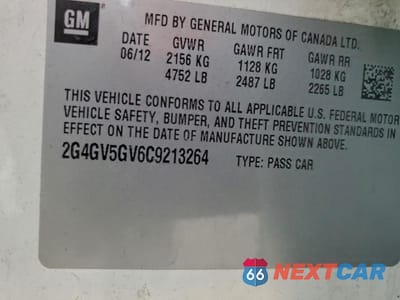 GM
MFD BY GENERAL MOTORS OF CANADA LTD.
DATE GVWR GAWR FRT GAWR RR
06/12 2156 KG 1128 KG 1028 KG
4752 LB 2487 LB 2265 LB
THIS VEHICLE CONFORMS TO ALL APPLICABLE U.S. FEDERAL MOTOR
VEHICLE SAFETY, BUMPER, AND THEFT PREVENTION STANDARDS IN
EFFECT ON THE DATE OF MANUFACTURE SHOWN ABOVE.
2G4GV5GV6C9213264 TYPE: PASS CAR
66 NEXTCAR